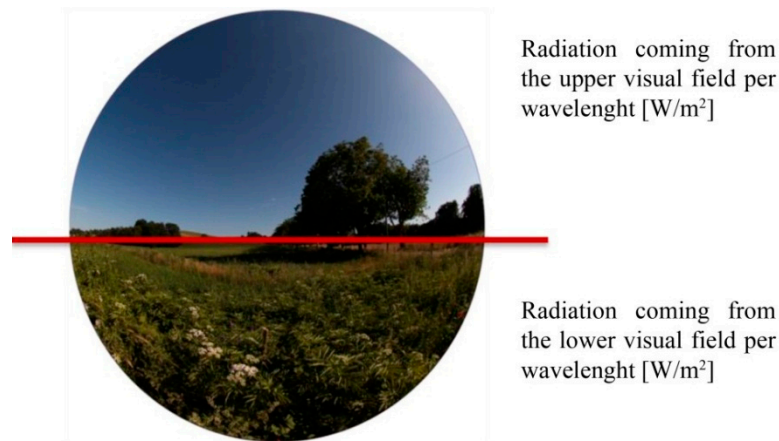 Radiation coming from
the upper visual field per
wavelenght [W/m²]
Radiation coming from
the lower visual field per
wavelenght [W/m²]